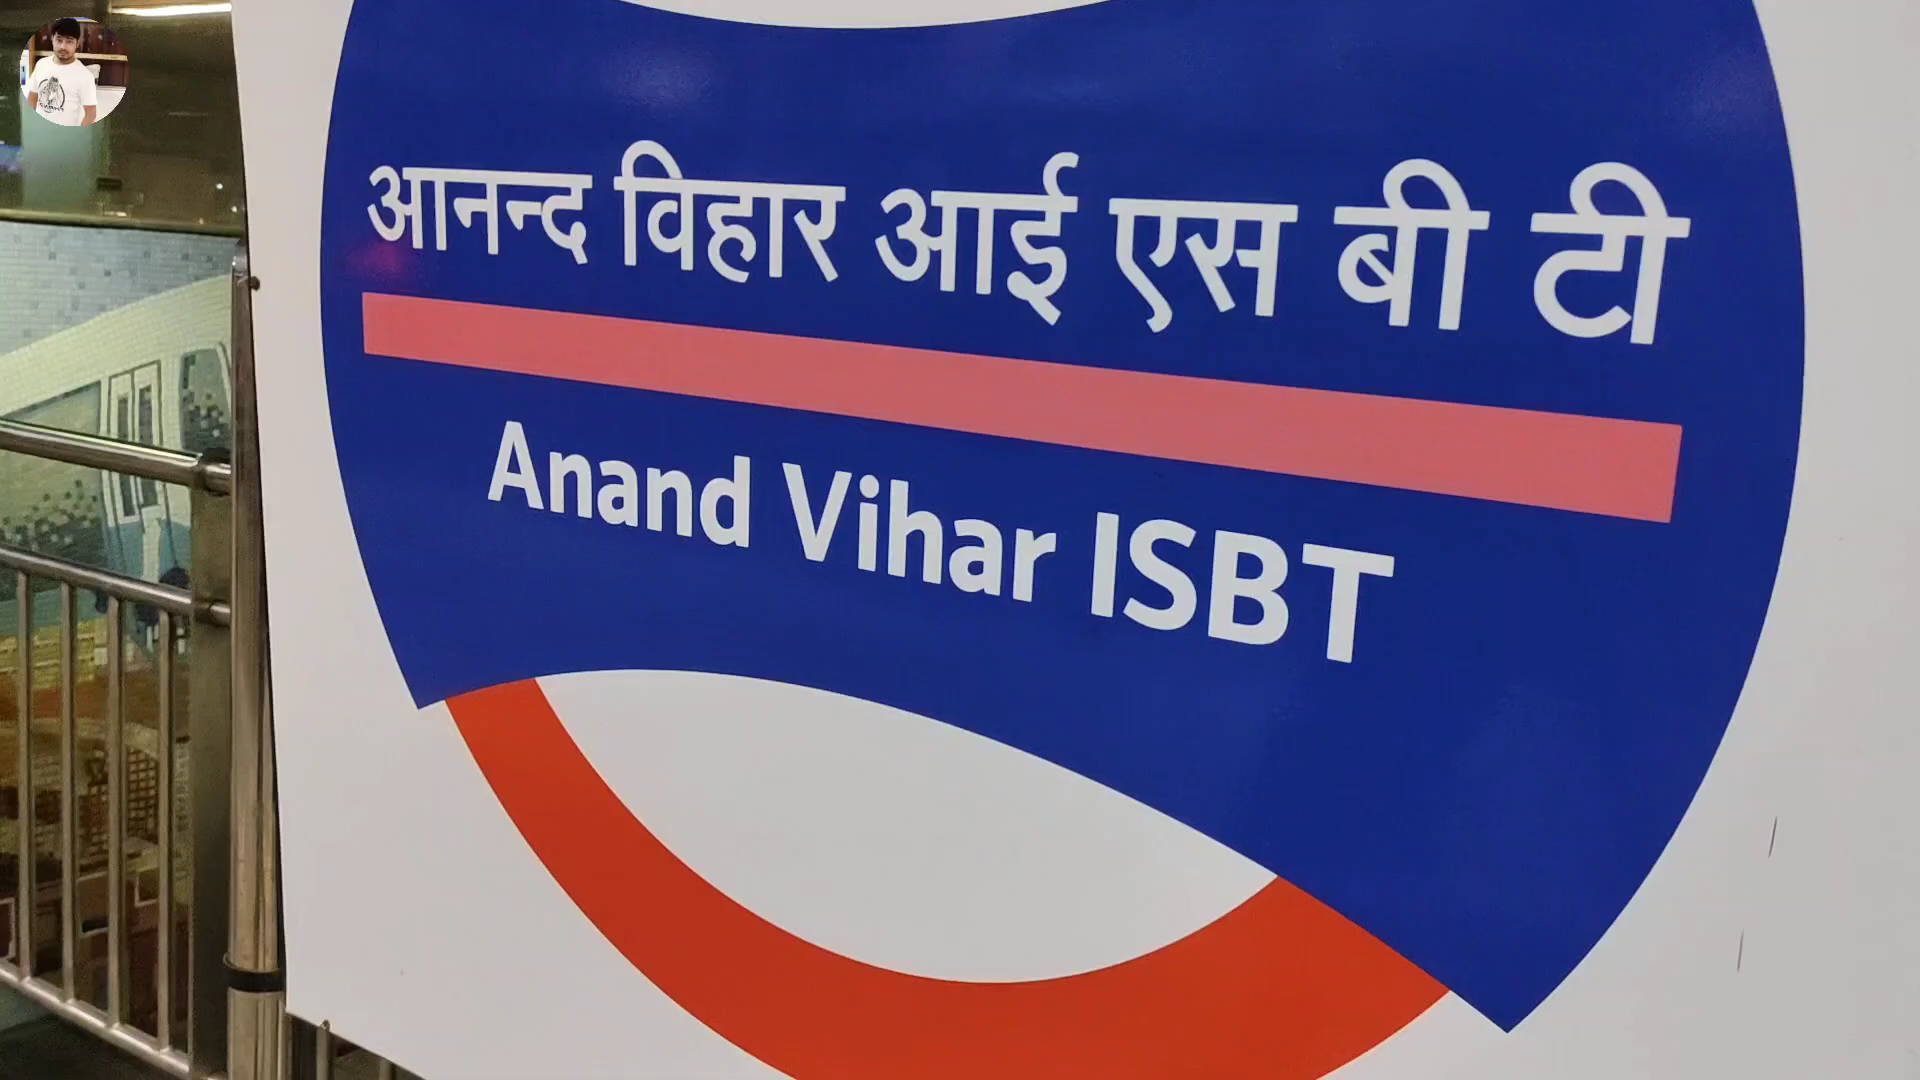 आनन्द विहार आई एस बी टी
Anand Vihar ISBT